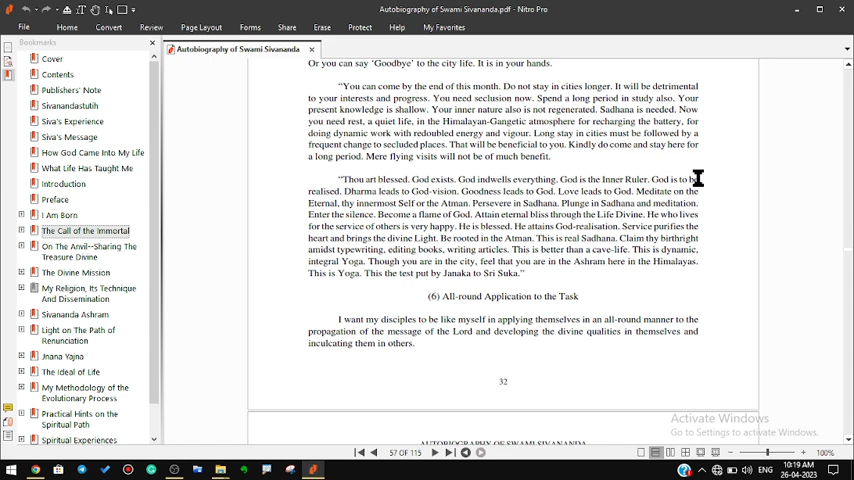 Autobiography of Swami Sivananda.pdf - Nitro Pro
File Home Convert Review Page Layout Forms Share Erase Protect Help My Favorites
Bookmarks
Autobiography of Swami Sivananda
Cover
Contents
Publishers' Note
Sivanandastutih
Siva's Experience
Siva's Message
How God Came Into My Life
What Life Has Taught Me
Introduction
Preface
I Am Born
The Call of the Immortal
On The Anvil--Sharing The
Treasure Divine
The Divine Mission
My Religion, Its Technique
And Dissemination
Sivananda Ashram
Light on The Path of
Renunciation
Jnana Yajna
The Ideal of Life
My Methodology of the
Evolutionary Process
Practical Hints on the
Spiritual Path
Spiritual Experiences
Or you can say ‘Goodbye’ to the city life. It is in your hands.
“You can come by the end of this month. Do not stay in cities longer. It will be detrimental
to your interests and progress. You need seclusion now. Spend a long period in study also. Your
present knowledge is shallow. Your inner nature also is not regenerated. Sadhana is needed. Now
you need rest, a quiet life, in the Himalayan-Gangetic atmosphere for recharging the battery, for
doing dynamic work with redoubled energy and vigour. Long stay in cities must be followed by a
frequent change to secluded places. That will be beneficial to you. Kindly do come and stay here for
a long period. Mere flying visits will not be of much benefit.
“Thou art blessed. God exists. God indwells everything. God is the Inner Ruler. God is to be
realised. Dharma leads to God-vision. Goodness leads to God. Love leads to God. Meditate on the
Eternal, thy innermost Self or the Atman. Persevere in Sadhana. Plunge in Sadhana and meditation.
Enter the silence. Become a flame of God. Attain eternal bliss through the Life Divine. He who lives
for the service of others is very happy. He is blessed. He attains God-realisation. Service purifies the
heart and brings the divine Light. Be rooted in the Atman. This is real Sadhana. Claim thy birthright
amidst typewriting, editing books, writing articles. This is better than a cave-life. This is dynamic,
integral Yoga. Though you are in the city, feel that you are in the Ashram here in the Himalayas.
This is Yoga. This the test put by Janaka to Sri Suka.”
(6) All-round Application to the Task
I want my disciples to be like myself in applying themselves in an all-round manner to the
propagation of the message of the Lord and developing the divine qualities in themselves and
inculcating them in others.
32
AUTOBIOGRAPHY OF SWAMI SIVANANDA
Activate Windows
Go to Settings to activate Windows.
57 OF 115
100%
ENG
10:19 AM
26-04-2023